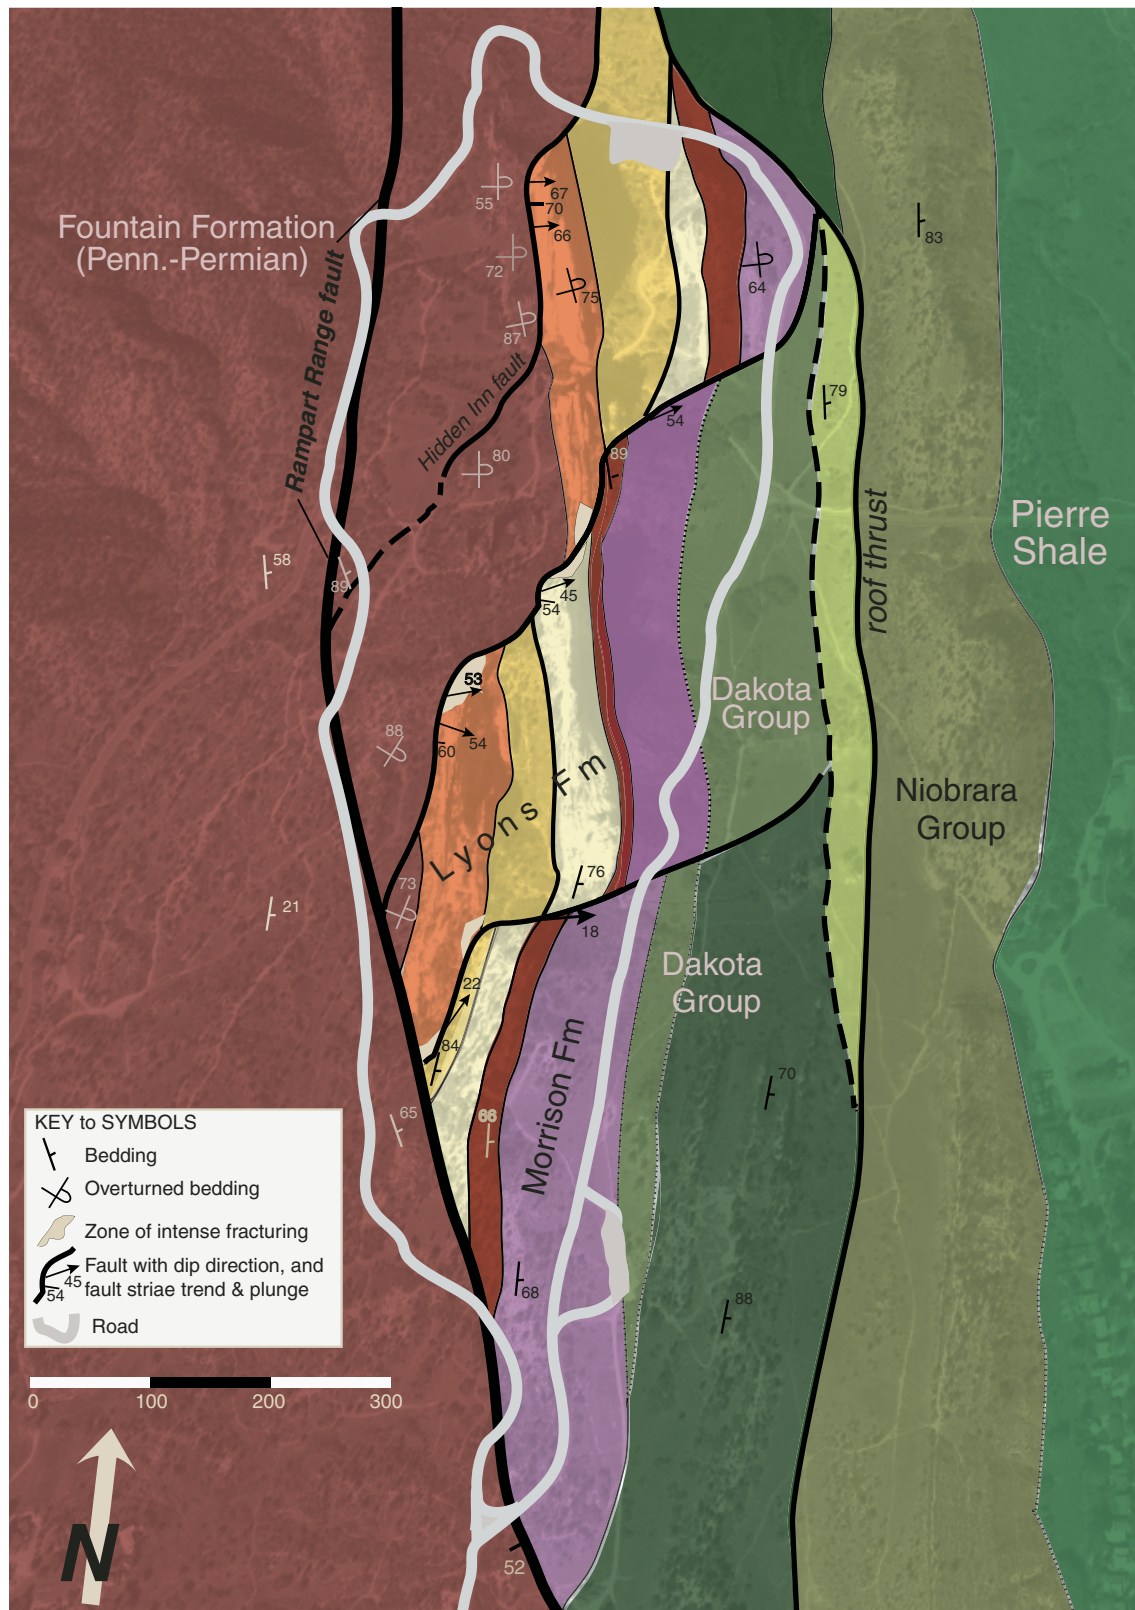 67
55
70
66
83
Fountain Formation
(Penn.-Permian)
72
75
64
87
Rampart Range fault
Hidden Inn fault
79
54
89
80
Pierre
Shale
roof thrust
58
89
45
54
53
Dakota
Group
88
60
54
Lyons Fm
Niobrara
Group
73
76
21
18
Dakota
Group
22
84
Morrison Fm
70
65
66
KEY to SYMBOLS
Bedding
Overturned bedding
Zone of intense fracturing
Fault with dip direction, and
fault striae trend & plunge
45
54
Road
68
88
0 100 200 300
N
52